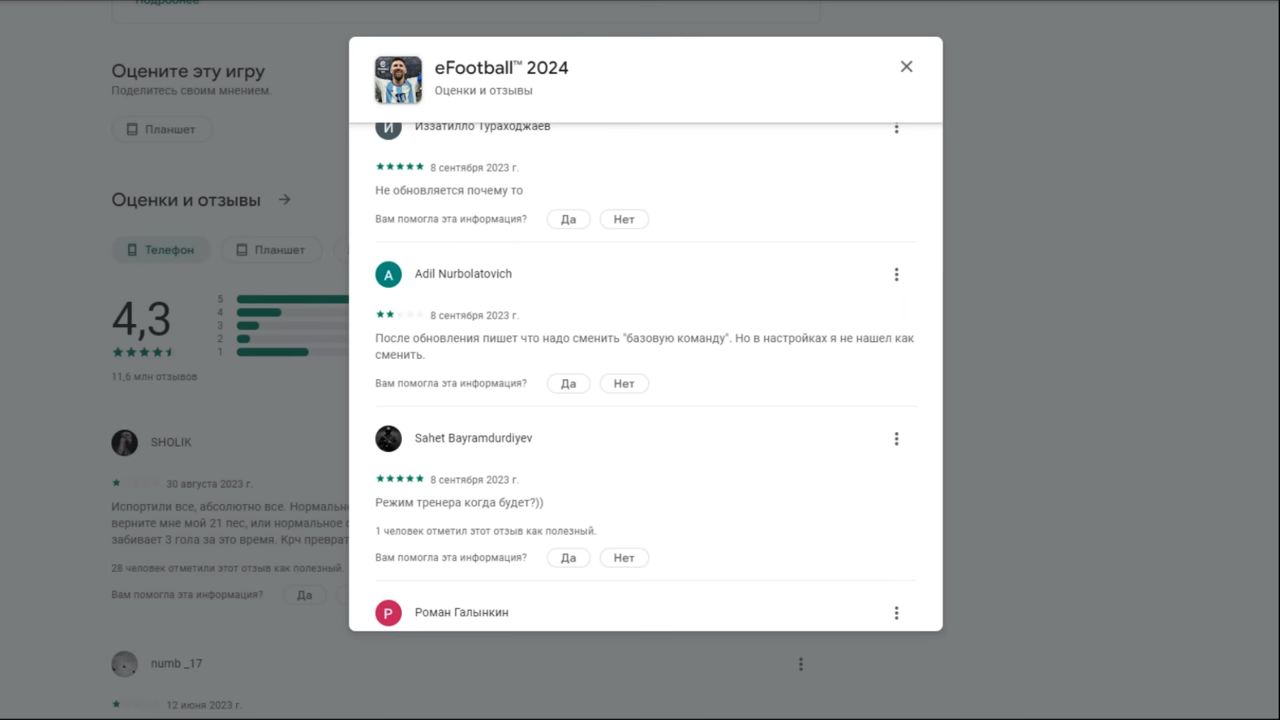 Подробнее
Оцените эту игру
Поделитесь своим мнением.
Планшет
Оценки и отзывы
Телефон
Планшет
4,3
5
4
3
2
1
11,6 млн отзывов
SHOLIK
30 августа 2023 г.
Испортили все, абсолютно все.
верните мне мой 21 пес, или нормальное
забивает 3 гола за это время. Крч
28 человек отметили этот отзыв как полезный.
Вам помогла эта информация?
Да
numb _17
12 июня 2023 г.
eFootball™ 2024
Оценки и отзывы
И
Иззатилло Тураходжаев
8 сентября 2023 г.
Не обновляется почему то
Вам помогла эта информация?
Да
Нет
A
Adil Nurbolatovich
8 сентября 2023 г.
После обновления пишет что надо сменить "базовую команду". Но в настройках я не нашел как
сменить.
Вам помогла эта информация?
Да
Нет
Sahet Bayramdurdiyev
8 сентября 2023 г.
Режим тренера когда будет?))
1 человек отметил этот отзыв как полезный.
Вам помогла эта информация?
Да
Нет
Р
Роман Галынкин